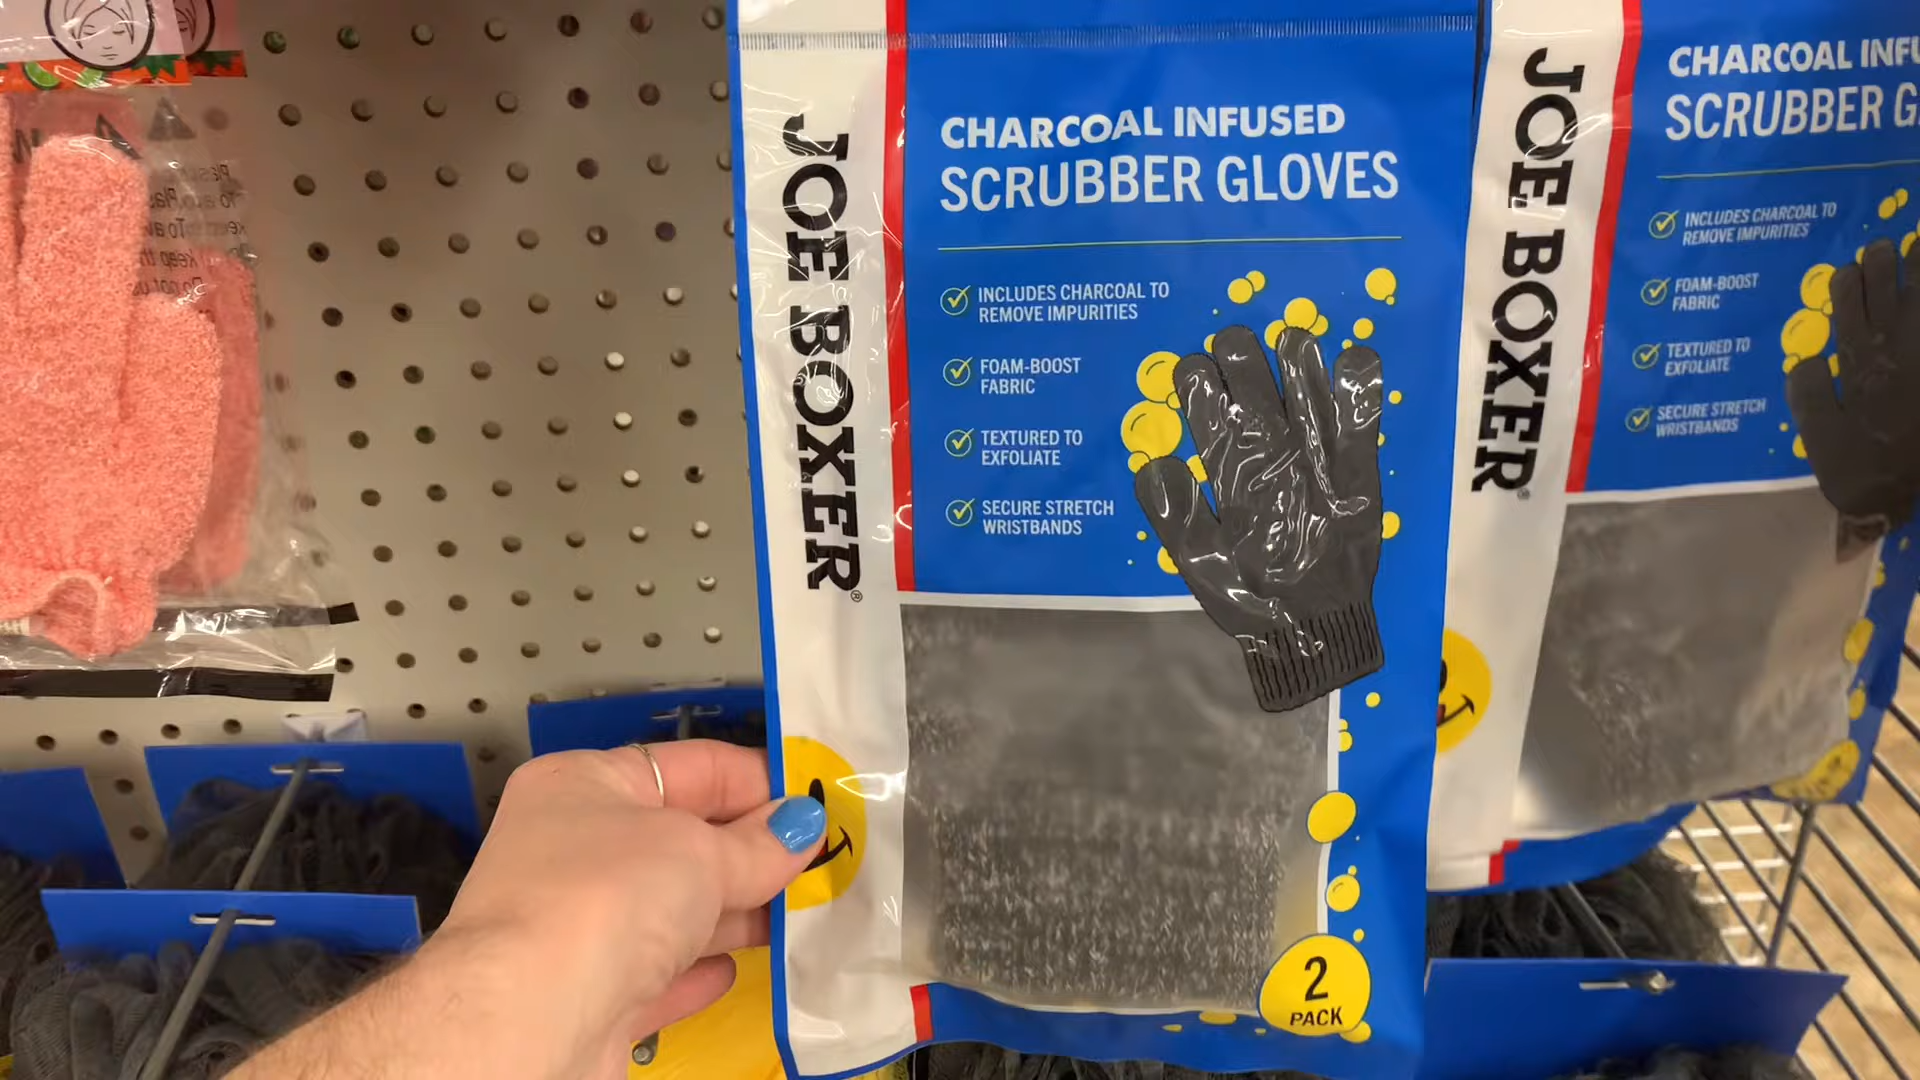 JOE BOXER®
CHARCOAL INFUSED
SCRUBBER GLOVES
INCLUDES CHARCOAL TO
REMOVE IMPURITIES
FOAM-BOOST
FABRIC
TEXTURED TO
EXFOLIATE
SECURE STRETCH
WRISTBANDS
2
PACK
JOE BOXER®
CHARCOAL
SCRUBBER
INCLUDES CHARCOAL TO
REMOVE IMPURITIES
FOAM-BOOST
FABRIC
TEXTURED TO
EXFOLIATE
SECURE STRETCH
WRISTBANDS